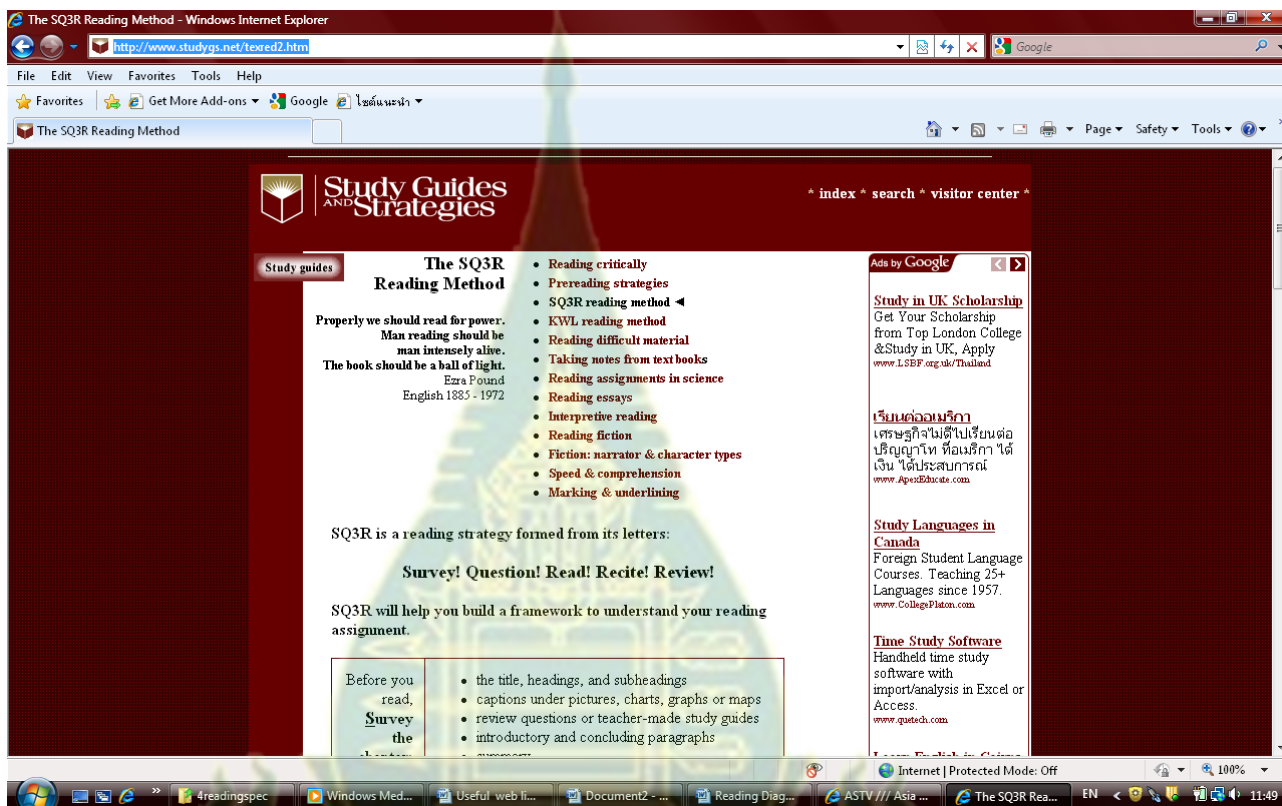 The SQ3R Reading Method - Windows Internet Explorer
http://www.studygs.net/texred2.htm
Google
File Edit View Favorites Tools Help
Favorites Get More Add-ons Google ไซต์แนะนำ
The SQ3R Reading Method
Page Safety Tools
Study Guides
AND Strategies
* index * search * visitor center *
Study guides
The SQ3R
Reading Method
Properly we should read for power.
Man reading should be
man intensely alive.
The book should be a ball of light.
Ezra Pound
English 1885 - 1972
Reading critically
Prereading strategies
SQ3R reading method
KWL reading method
Reading difficult material
Taking notes from text books
Reading assignments in science
Reading essays
Interpretive reading
Reading fiction
Fiction: narrator & character types
Speed & comprehension
Marking & underlining
SQ3R is a reading strategy formed from its letters:
Survey! Question! Read! Recite! Review!
SQ3R will help you build a framework to understand your reading
assignment.
Before you
read,
Survey
the
the title, headings, and subheadings
captions under pictures, charts, graphs or maps
review questions or teacher-made study guides
introductory and concluding paragraphs
summary
Ads by Google
Study in UK Scholarship
Get Your Scholarship
from Top London College
&Study in UK, Apply
www.LSBF.org.uk/Thailand
เรียนต่ออเมริกา
เศรษฐกิจไม่ดีไปเรียนต่อ
ปริญญาโท ที่อเมริกา ได้
เงิน ได้ประสบการณ์
www.ApexEducate.com
Study Languages in
Canada
Foreign Student Language
Courses. Teaching 25+
Languages since 1957.
www.CollegePlaton.com
Time Study Software
Handheld time study
software with
import/analysis in Excel or
Access.
www.quetech.com
Learn English in Cairns
Internet | Protected Mode: Off
100%
4readingspec
Windows Med...
Useful web li...
Document2 - ...
Reading Diag...
ASTV /// Asia ...
The SQ3R Rea...
EN
11:49